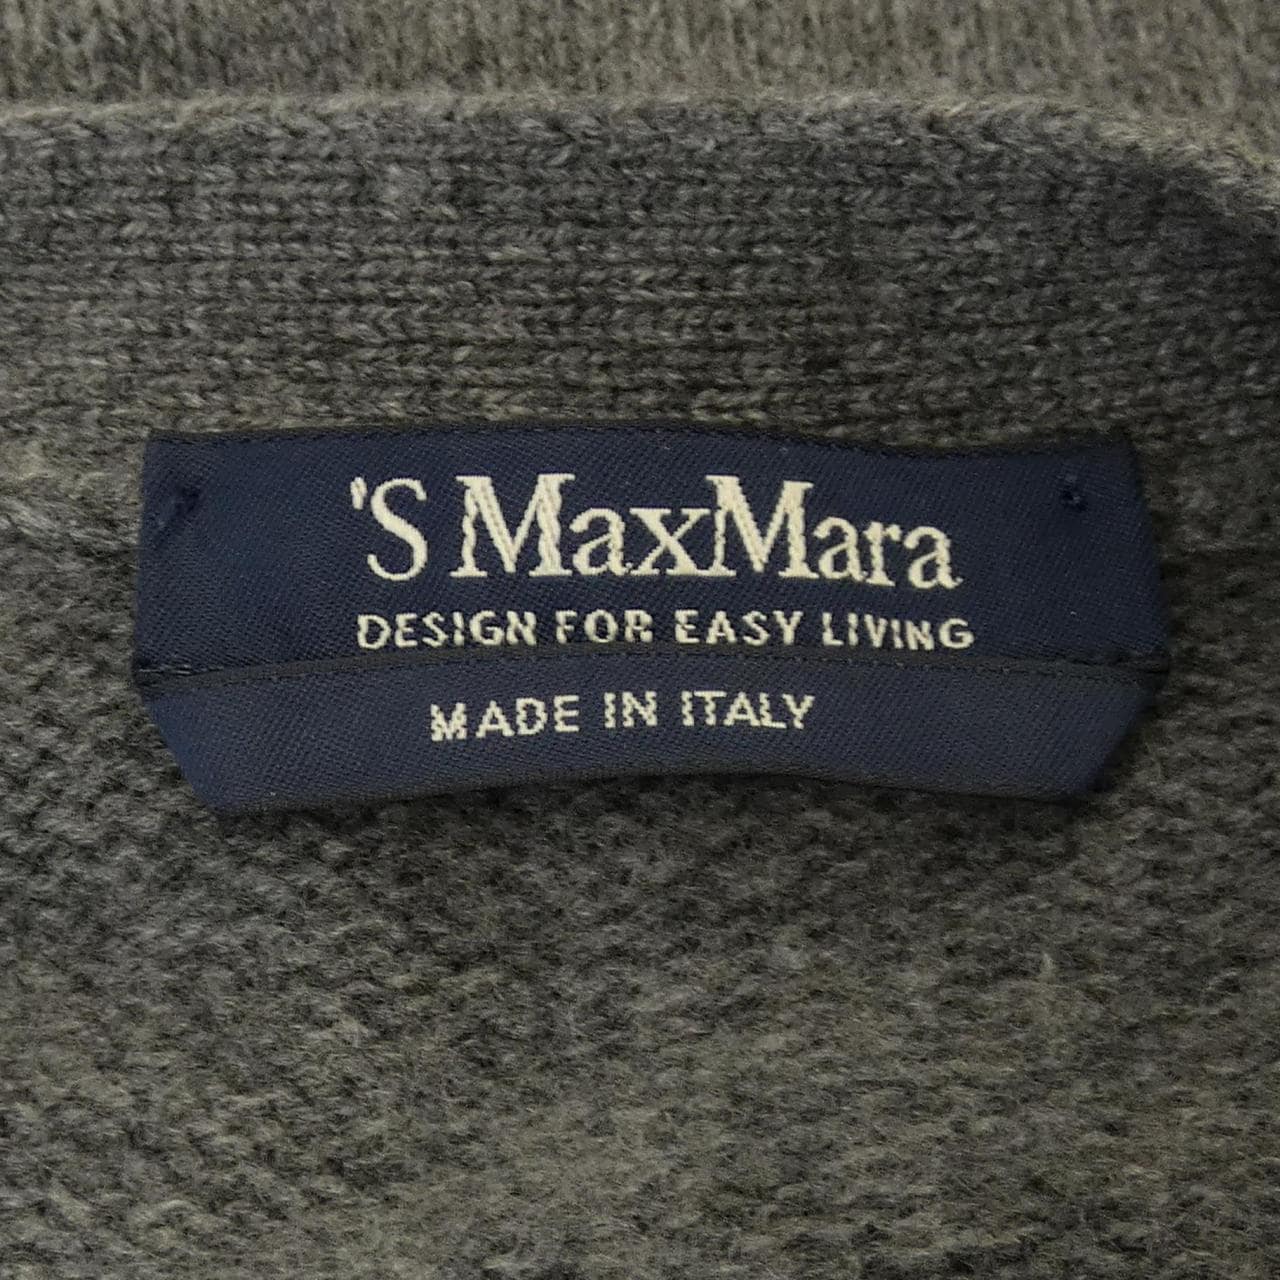 'S MaxMara
DESIGN FOR EASY LIVING
MADE IN ITALY